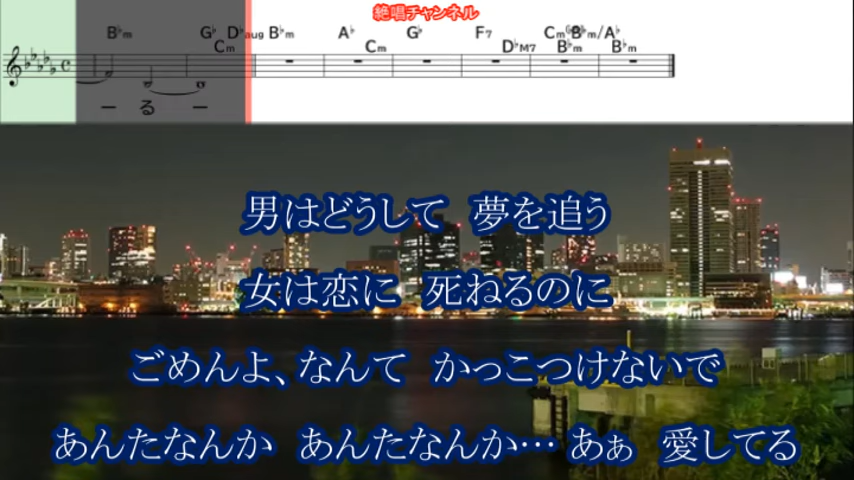 絶唱チャンネル
B♭m G♭ D♭aug B♭m A♭ G♭ F7 Cm B♭m/A♭
Cm Cm D♭M7 B♭m B♭m
ー る ー
男はどうして 夢を追う
女は恋に 死ねるのに
ごめんよ、なんて かっこつけないで
あんたなんか あんたなんか… あぁ 愛してる